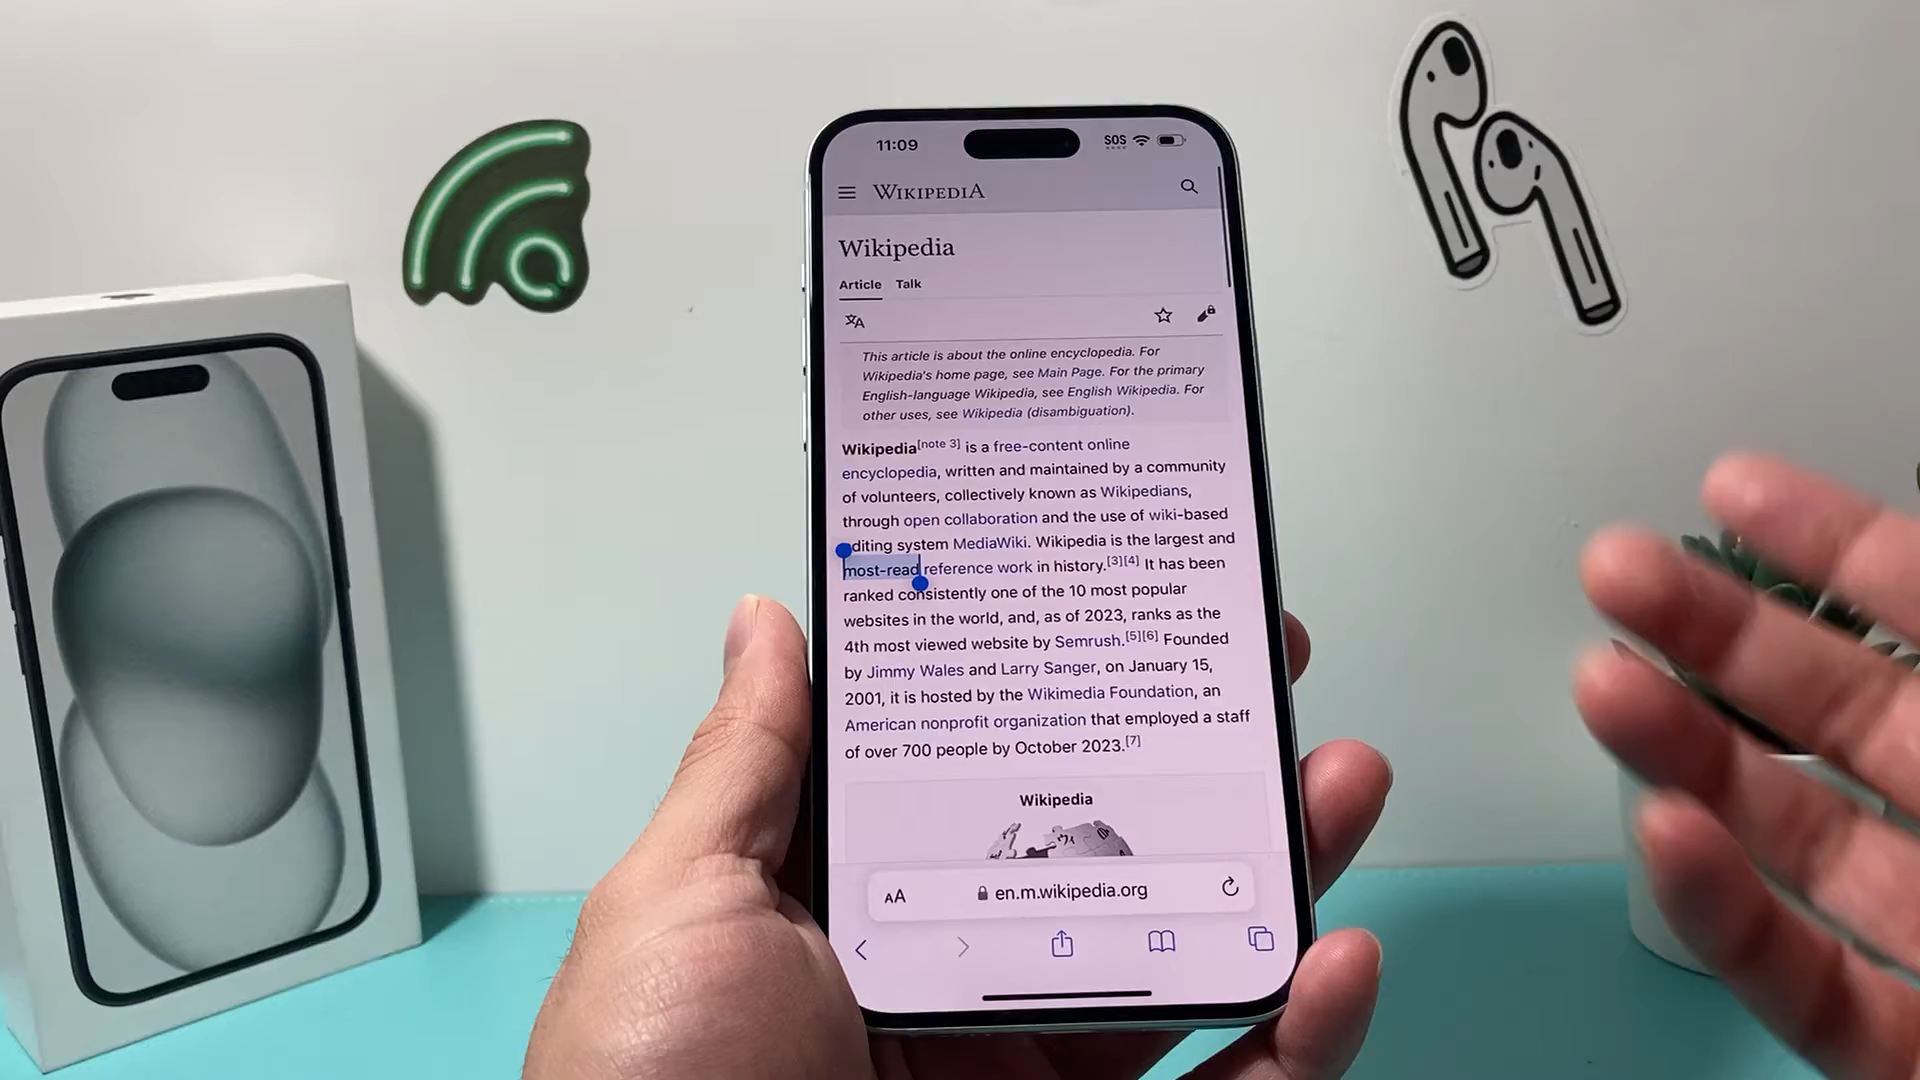 11:09 SOS
WIKIPEDIA
Wikipedia
Article Talk
This article is about the online encyclopedia. For
Wikipedia's home page, see Main Page. For the primary
English-language Wikipedia, see English Wikipedia. For
other uses, see Wikipedia (disambiguation).
Wikipedia[note 3] is a free-content online
encyclopedia, written and maintained by a community
of volunteers, collectively known as Wikipedians,
through open collaboration and the use of wiki-based
diting system MediaWiki. Wikipedia is the largest and
most-read reference work in history.[3][4] It has been
ranked consistently one of the 10 most popular
websites in the world, and, as of 2023, ranks as the
4th most viewed website by Semrush.[5][6] Founded
by Jimmy Wales and Larry Sanger, on January 15,
2001, it is hosted by the Wikimedia Foundation, an
American nonprofit organization that employed a staff
of over 700 people by October 2023.[7]
Wikipedia
AA en.m.wikipedia.org